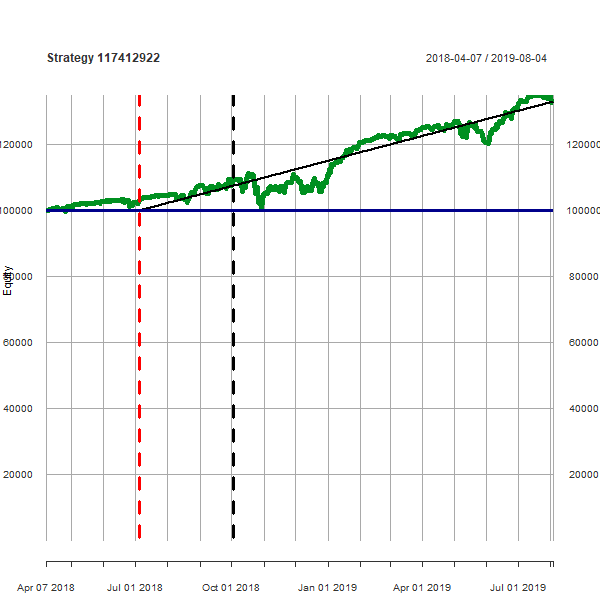 Strategy 117412922 2018-04-07 / 2019-08-04
120000 120000
100000 100000
Equity
80000 80000
60000 60000
40000 40000
20000 20000
Apr 07 2018 Jul 01 2018 Oct 01 2018 Jan 01 2019 Apr 01 2019 Jul 01 2019